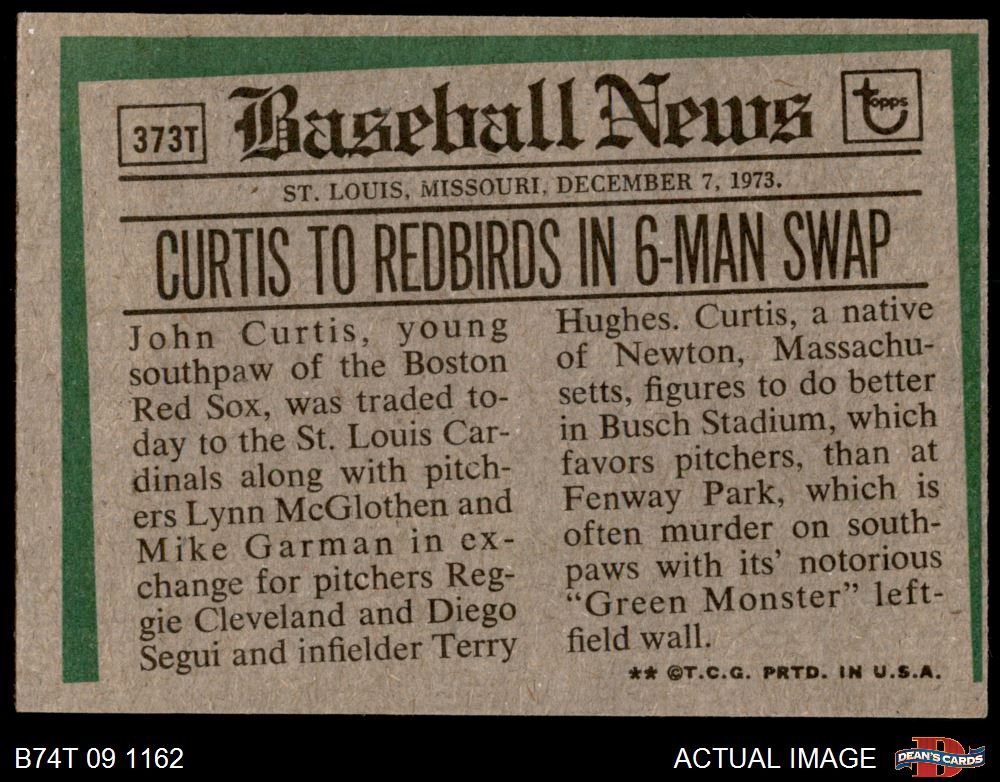 373T
Baseball News
topps
ST. LOUIS, MISSOURI, DECEMBER 7, 1973.
CURTIS TO REDBIRDS IN 6-MAN SWAP
John Curtis, young
southpaw of the Boston
Red Sox, was traded to-
day to the St. Louis Car-
dinals along with pitch-
ers Lynn McGlothen and
Mike Garman in ex-
change for pitchers Reg-
gie Cleveland and Diego
Segui and infielder Terry
Hughes. Curtis, a native
of Newton, Massachu-
setts, figures to do better
in Busch Stadium, which
favors pitchers, than at
Fenway Park, which is
often murder on south-
paws with its' notorious
“Green Monster” left-
field wall.
** ©T.C.G. PRTD. IN U.S.A.
B74T 09 1162
ACTUAL IMAGE
D
DEAN'S CARDS